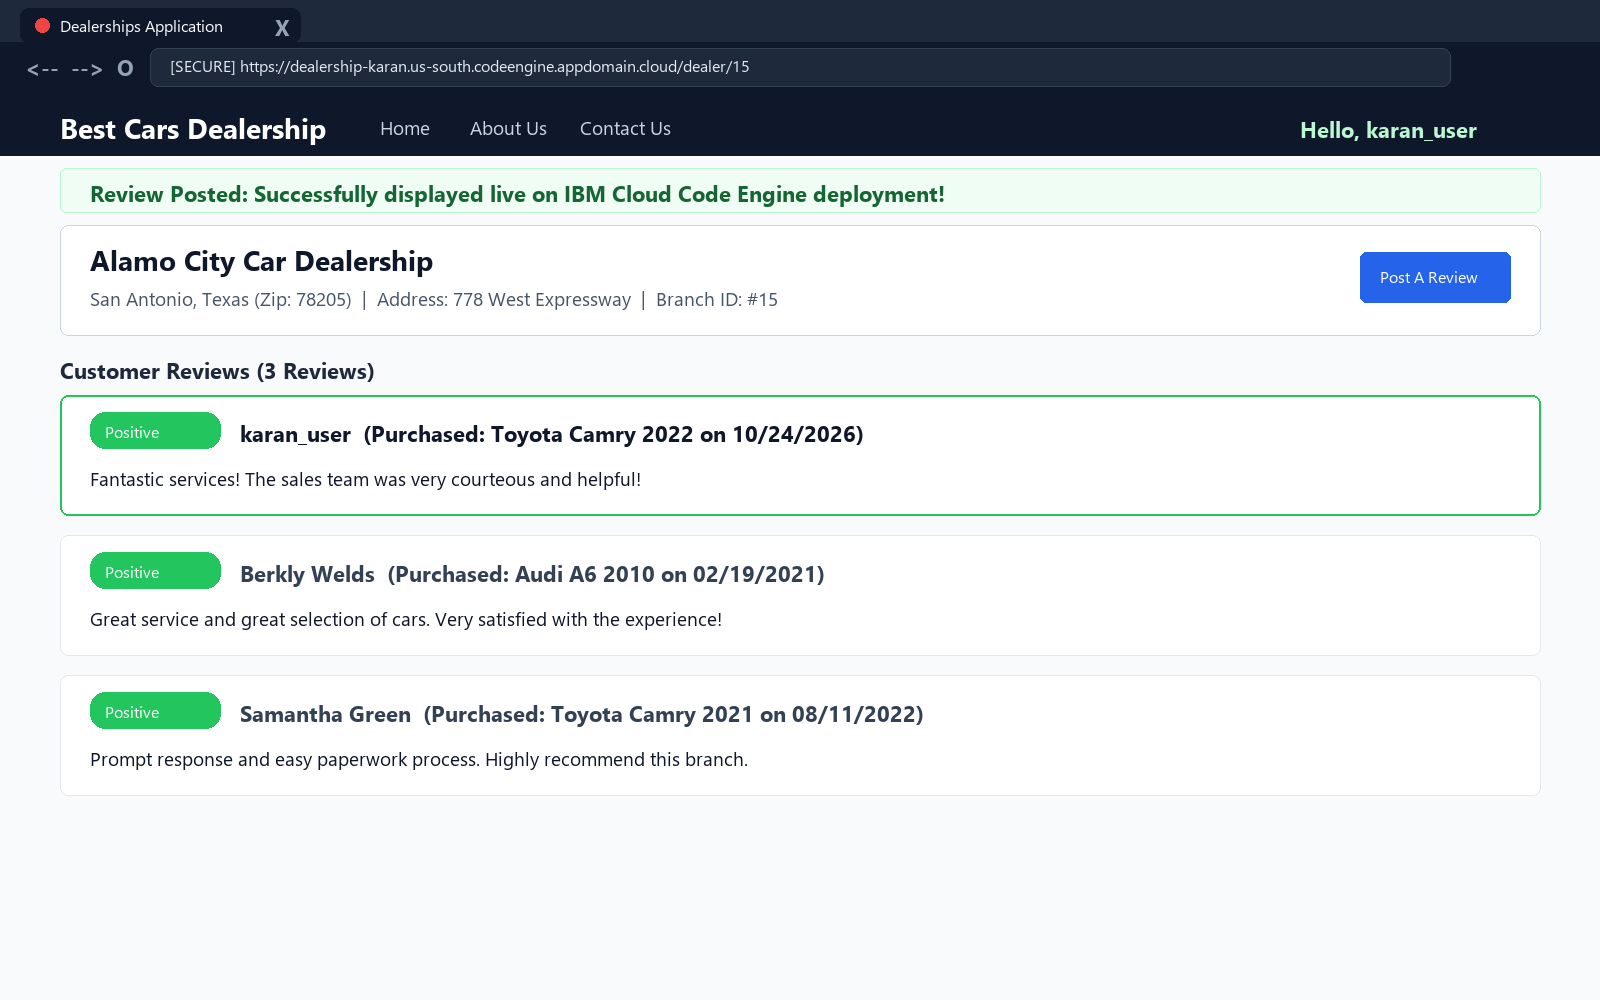 Dealerships Application X
<-- --> O [SECURE] https://dealership-karan.us-south.codeengine.appdomain.cloud/dealer/15
Best Cars Dealership Home About Us Contact Us Hello, karan_user
Review Posted: Successfully displayed live on IBM Cloud Code Engine deployment!
Alamo City Car Dealership
San Antonio, Texas (Zip: 78205) | Address: 778 West Expressway | Branch ID: #15
Post A Review
Customer Reviews (3 Reviews)
Positive karan_user (Purchased: Toyota Camry 2022 on 10/24/2026)
Fantastic services! The sales team was very courteous and helpful!
Positive Berkly Welds (Purchased: Audi A6 2010 on 02/19/2021)
Great service and great selection of cars. Very satisfied with the experience!
Positive Samantha Green (Purchased: Toyota Camry 2021 on 08/11/2022)
Prompt response and easy paperwork process. Highly recommend this branch.